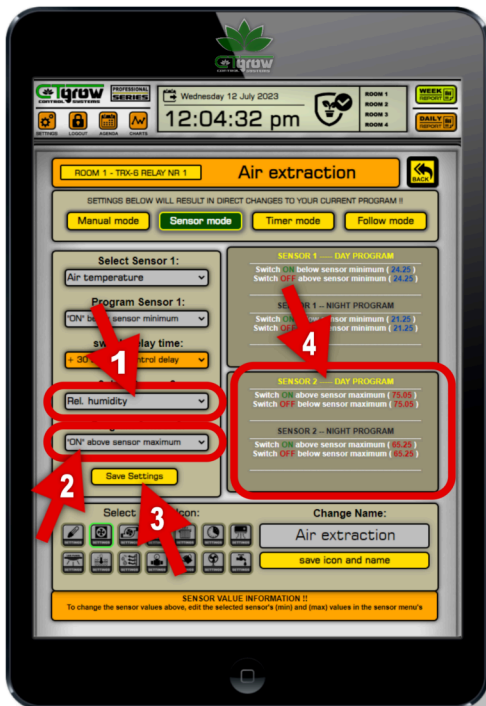 CTgrow
CONTROL SYSTEMS
CTgrow
CONTROL SYSTEMS
PROFESSIONAL
SERIES
Wednesday 12 July 2023
12:04:32 pm
ROOM 1
ROOM 2
ROOM 3
ROOM 4
WEEK
REPORT
DAILY
REPORT
SETTINGS
LOGOUT
AGENDA
CHARTS
ROOM 1 - TRX-6 RELAY NR 1
Air extraction
BACK
SETTINGS BELOW WILL RESULT IN DIRECT CHANGES TO YOUR CURRENT PROGRAM !!
Manual mode
Sensor mode
Timer mode
Follow mode
Select Sensor 1:
Air temperature
Program Sensor 1:
"ON" sensor minimum
delay time:
+ 30 delay
Rel. humidity
"ON" above sensor maximum
Save Settings
SENSOR 1 ---- DAY PROGRAM
Switch ON below sensor minimum ( 24.25 )
Switch OFF above sensor minimum ( 24.25 )
SENSOR 1 -- NIGHT PROGRAM
Switch ON sensor minimum ( 21.25 )
Switch OFF sensor minimum ( 21.25 )
SENSOR 2 DAY PROGRAM
Switch ON above sensor maximum ( 75.05 )
Switch OFF below sensor maximum ( 75.05 )
SENSOR 2 - NIGHT PROGRAM
Switch ON above sensor maximum ( 65.25 )
Switch OFF below sensor maximum ( 65.25 )
1
2
3
4
Select Icon:
Change Name:
Air extraction
save icon and name
SENSOR VALUE INFORMATION !!
To change the sensor values above, edit the selected sensor's (min) and (max) values in the sensor menu's